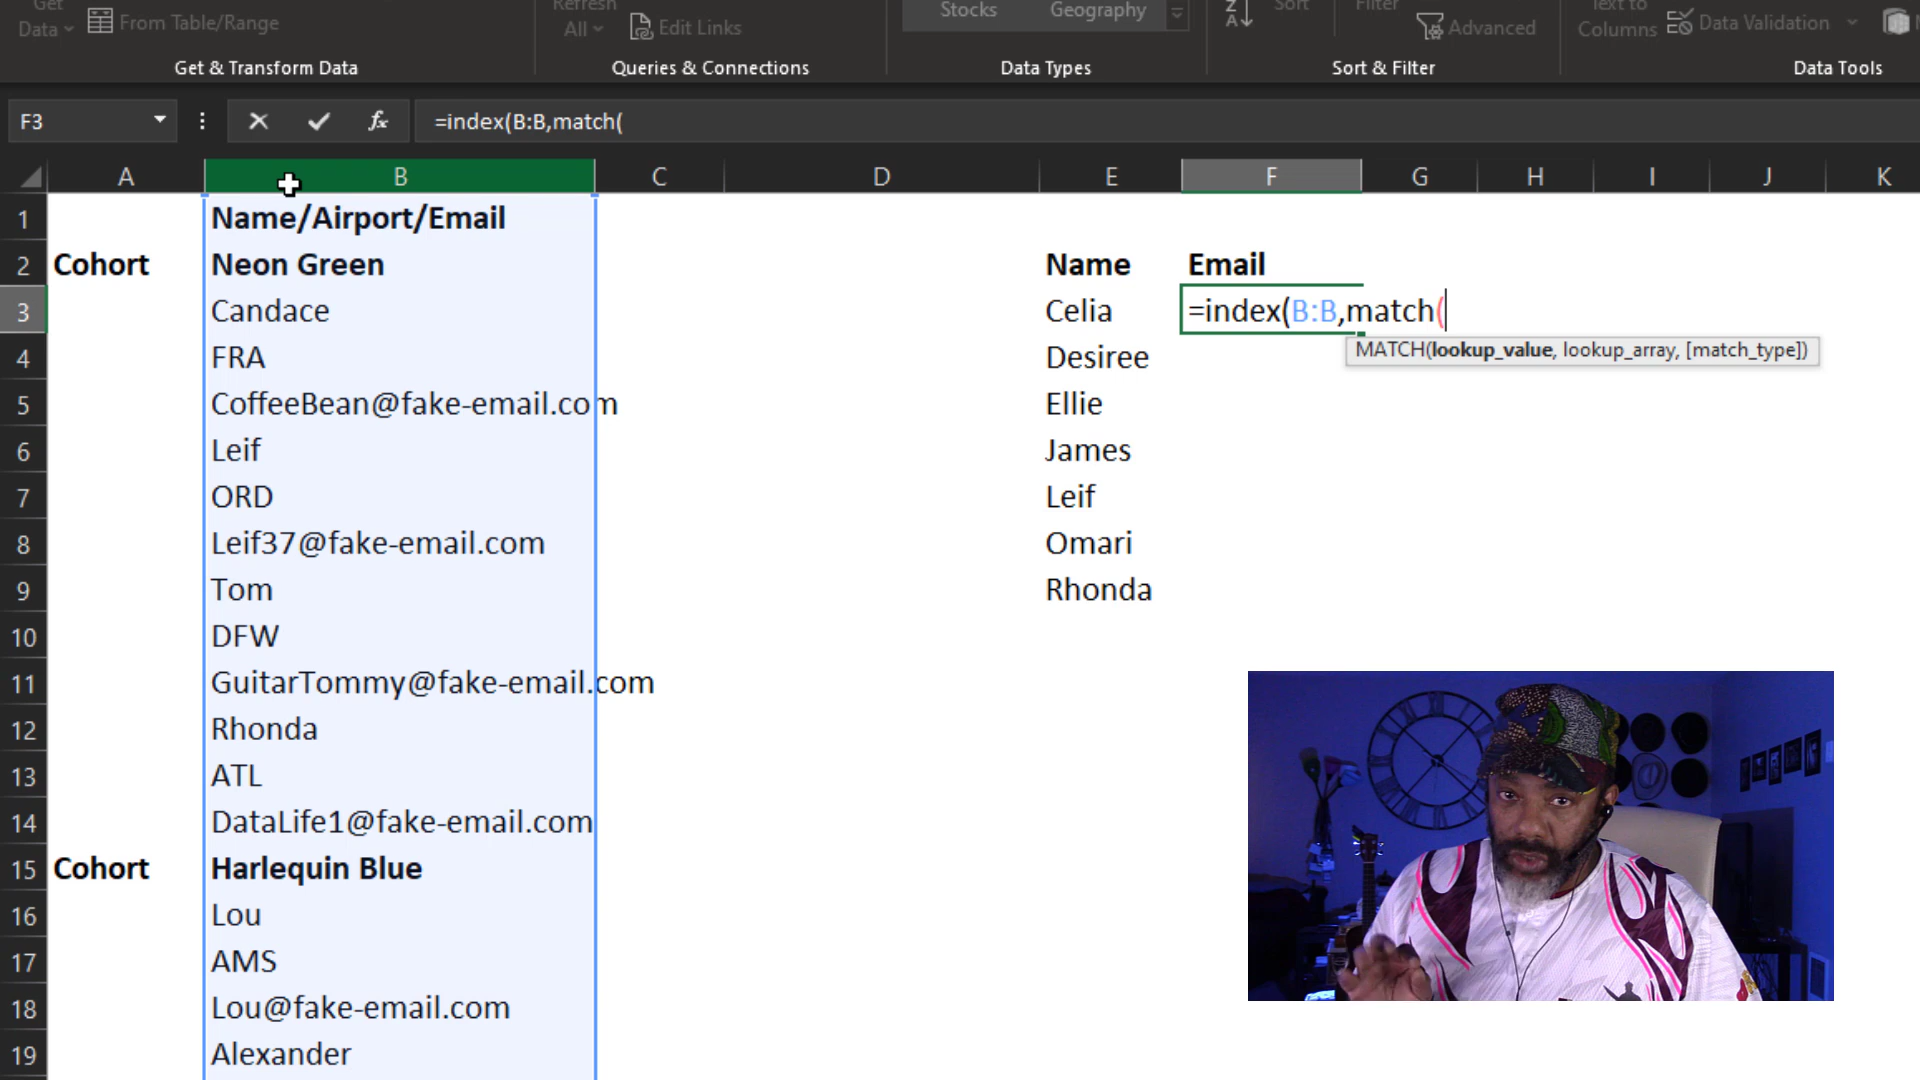 Get
Data
From Table/Range
Refresh
All
Edit Links
Stocks
Geography
Sort
Filter
Advanced
Text to
Columns
Data Validation
Get & Transform Data
Queries & Connections
Data Types
Sort & Filter
Data Tools
F3
fx
=index(B:B,match(
A B C D E F G H I J K
1 Name/Airport/Email
2 Cohort Neon Green Name Email
3 Candace Celia =index(B:B,match(
MATCH(lookup_value, lookup_array, [match_type])
4 FRA Desiree
5 CoffeeBean@fake-email.com Ellie
6 Leif James
7 ORD Leif
8 Leif37@fake-email.com Omari
9 Tom Rhonda
10 DFW
11 GuitarTommy@fake-email.com
12 Rhonda
13 ATL
14 DataLife1@fake-email.com
15 Cohort Harlequin Blue
16 Lou
17 AMS
18 Lou@fake-email.com
19 Alexander